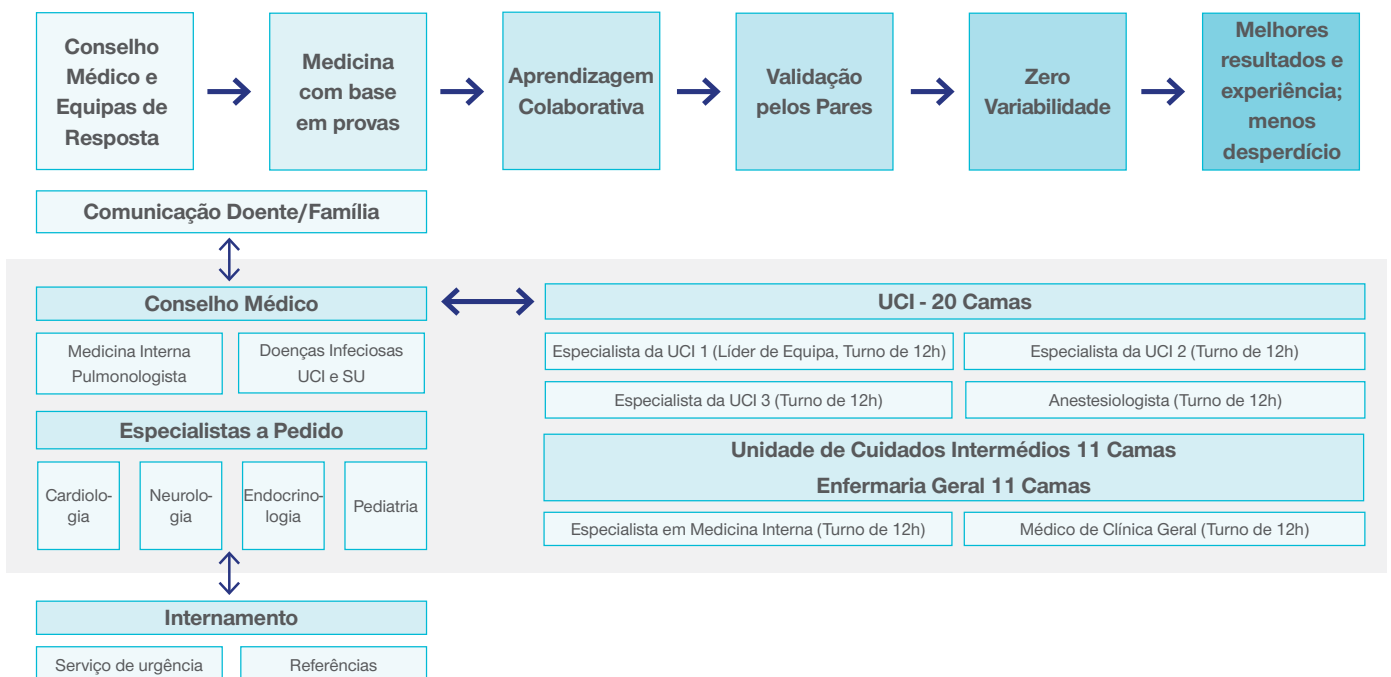 Conselho
Médico e
Equipas de
Resposta
Medicina
com base
em provas
Aprendizagem
Colaborativa
Validação
pelos Pares
Zero
Variabilidade
Melhores
resultados e
experiência;
menos
desperdício
Comunicação Doente/Família
Conselho Médico
Medicina Interna
Pulmonologista
Doenças Infeciosas
UCI e SU
Especialistas a Pedido
Cardiolo-
gia
Neurolo-
gia
Endocrino-
logia
Pediatria
UCI - 20 Camas
Especialista da UCI 1 (Líder de Equipa, Turno de 12h)
Especialista da UCI 2 (Turno de 12h)
Especialista da UCI 3 (Turno de 12h)
Anestesiologista (Turno de 12h)
Unidade de Cuidados Intermédios 11 Camas
Enfermaria Geral 11 Camas
Especialista em Medicina Interna (Turno de 12h)
Médico de Clínica Geral (Turno de 12h)
Internamento
Serviço de urgência
Referências